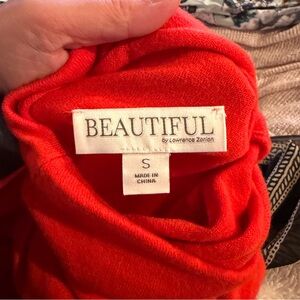 BEAUTIFUL
by Lawrence Zarian
S
MADE IN
CHINA